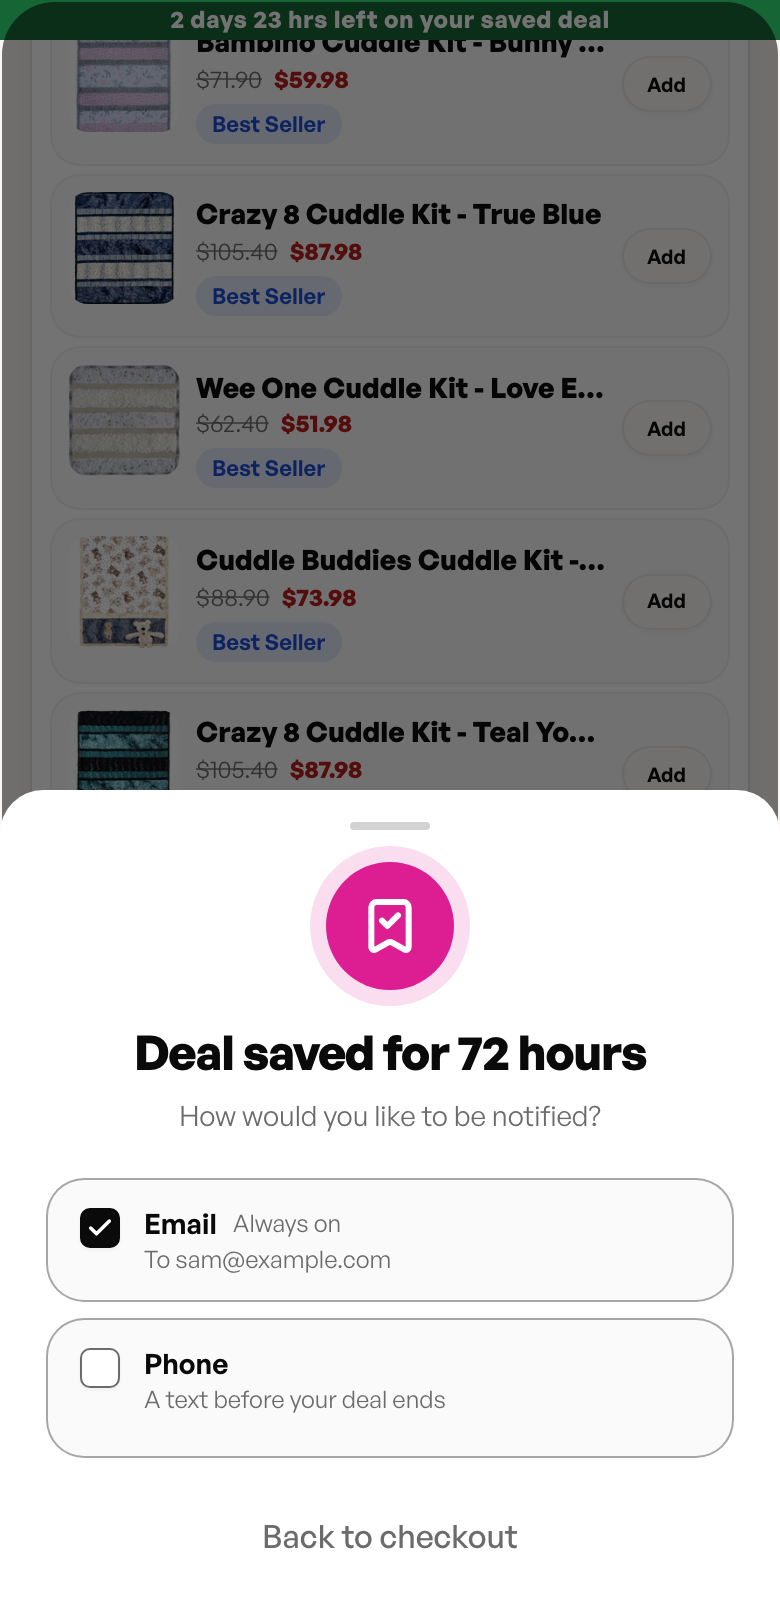 2 days 23 hrs left on your saved deal
Bambino Cuddle Kit - Bunny ...
$71.90 $59.98
Add
Best Seller
Crazy 8 Cuddle Kit - True Blue
$105.40 $87.98
Add
Best Seller
Wee One Cuddle Kit - Love E...
$62.40 $51.98
Add
Best Seller
Cuddle Buddies Cuddle Kit -...
$88.90 $73.98
Add
Best Seller
Crazy 8 Cuddle Kit - Teal Yo...
$105.40 $87.98
Add
Deal saved for 72 hours
How would you like to be notified?
Email Always on
To sam@example.com
Phone
A text before your deal ends
Back to checkout